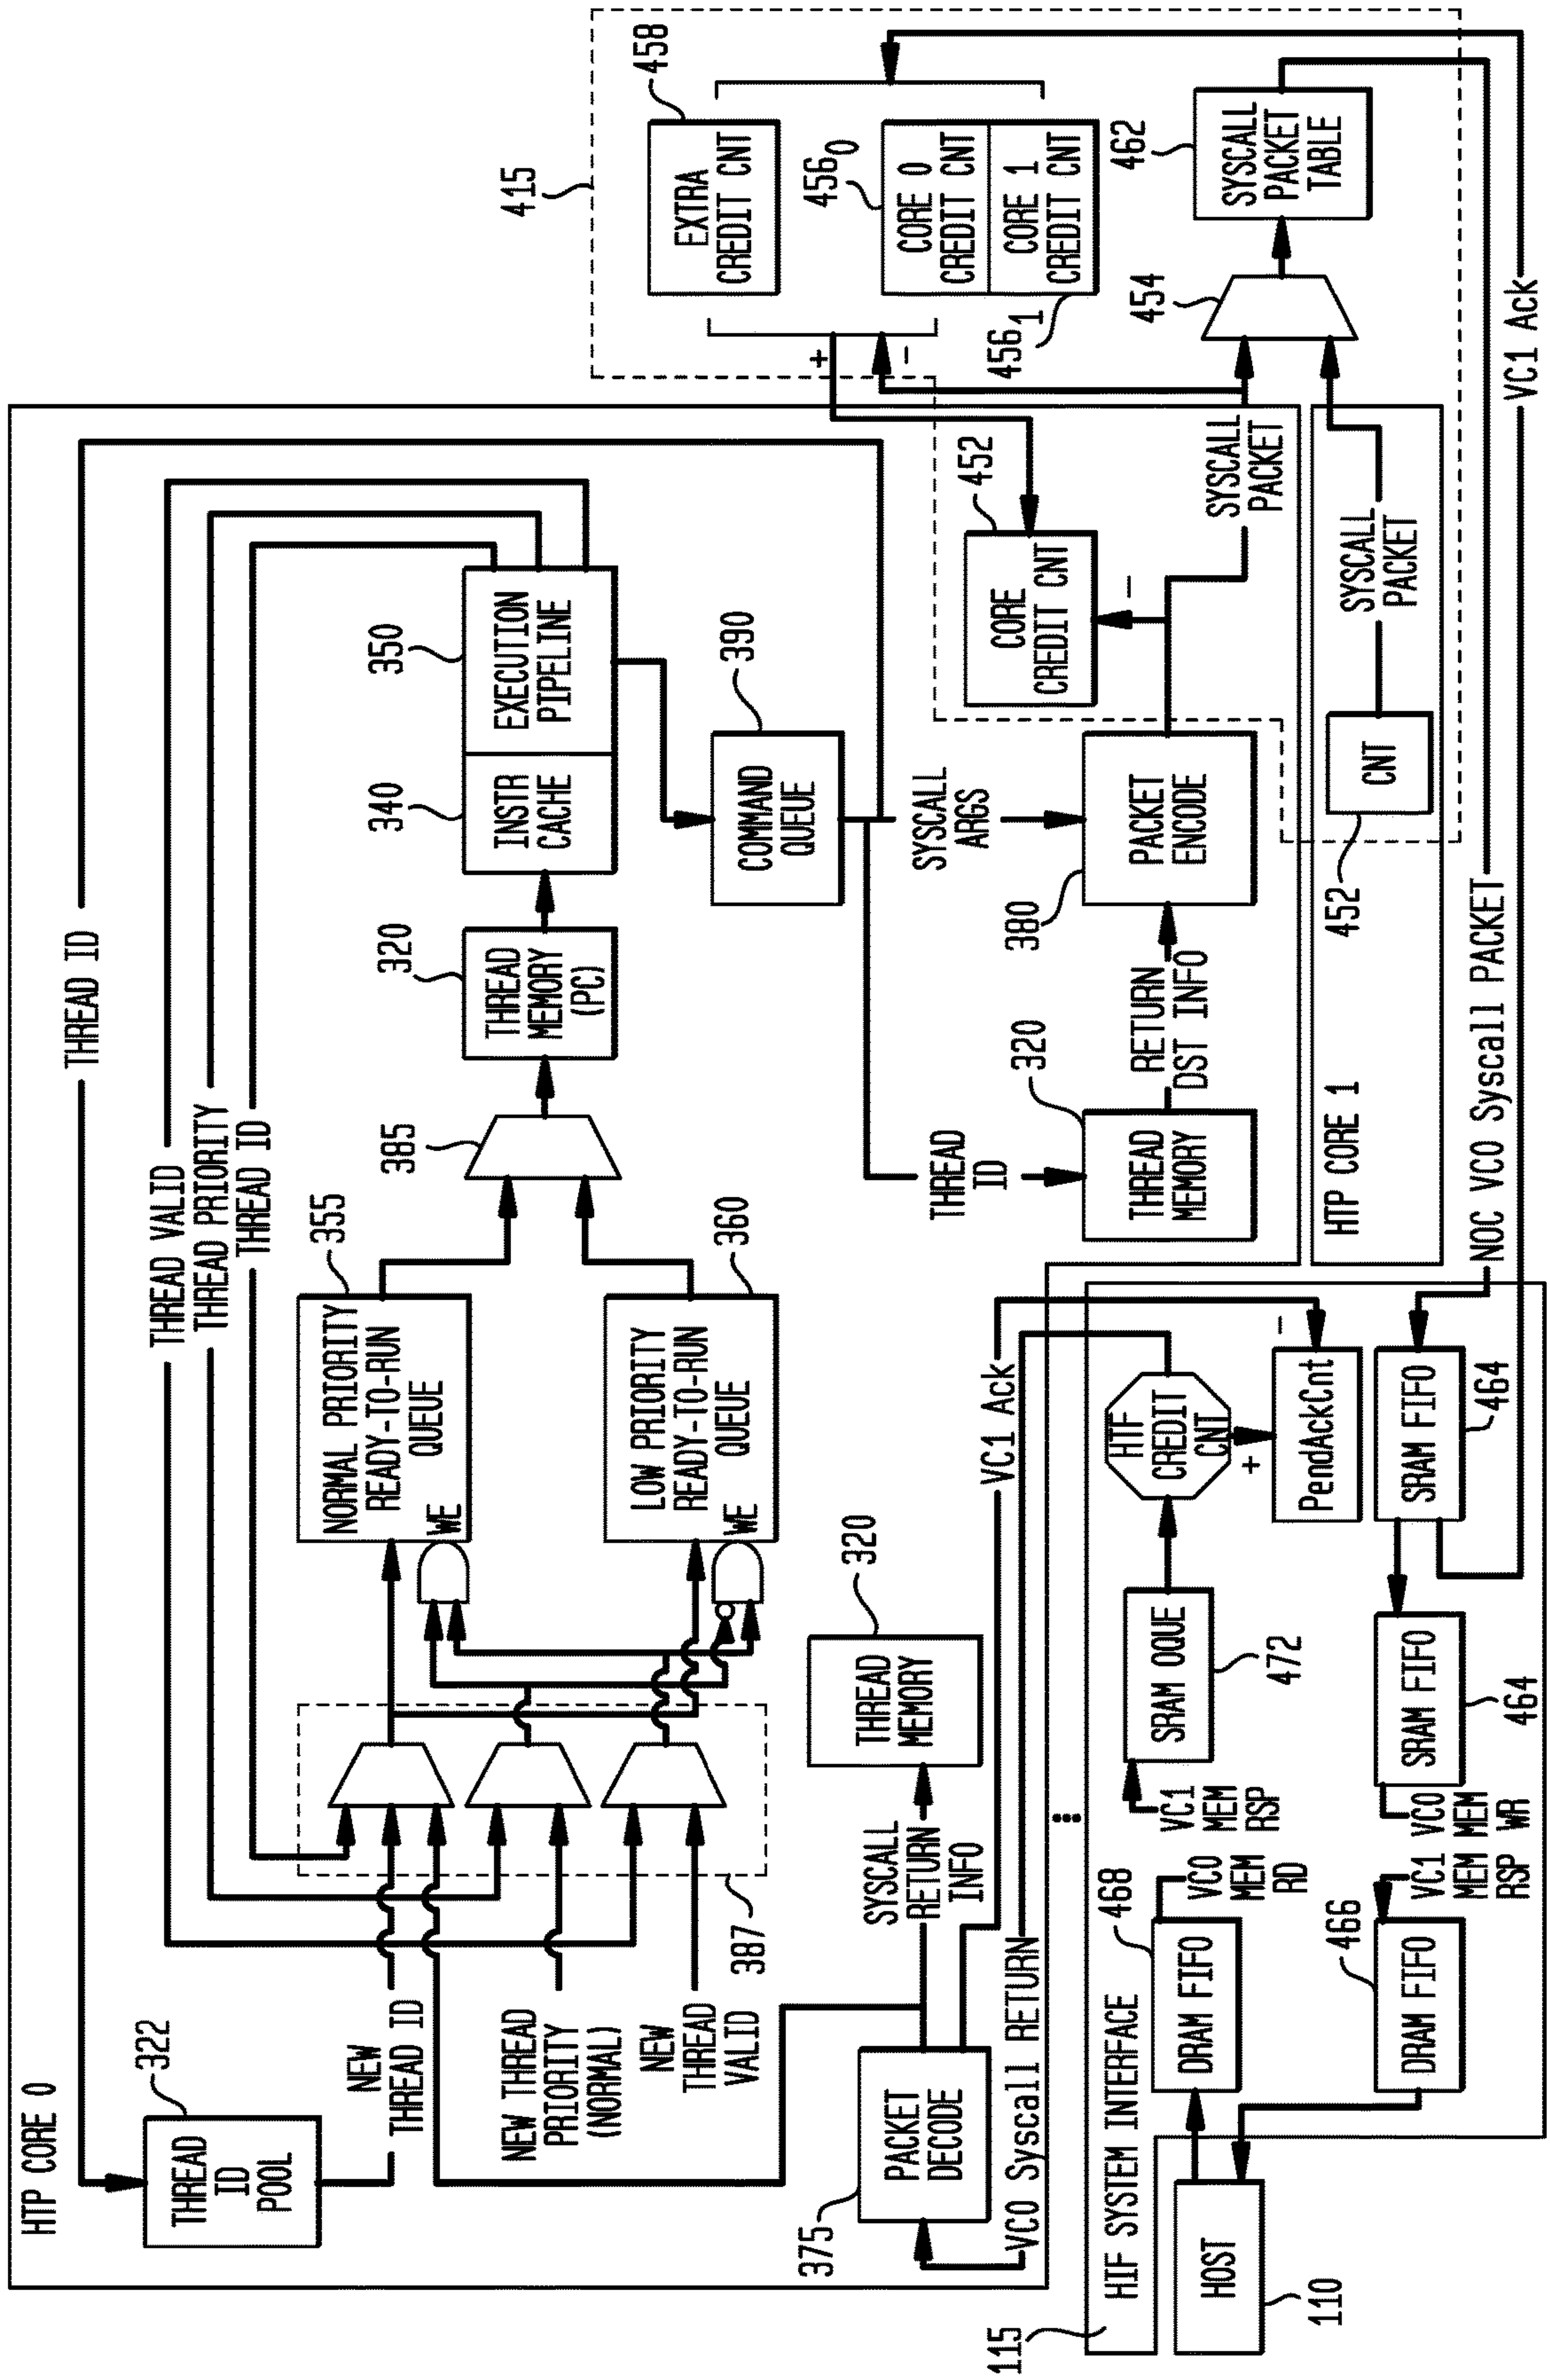 HTP CORE 0
THREAD ID
THREAD VALID
THREAD PRIORITY
THREAD ID
322
THREAD
ID
POOL
NEW
THREAD ID
NEW THREAD
PRIORITY
(NORMAL)
NEW
THREAD
VALID
387
355
NORMAL PRIORITY
READY-TO-RUN
QUEUE
WE
360
LOW PRIORITY
READY-TO-RUN
QUEUE
WE
385
320
THREAD
MEMORY
(PC)
340
INSTR
CACHE
350
EXECUTION
PIPELINE
390
COMMAND
QUEUE
415
458
EXTRA
CREDIT CNT
456₀
CORE 0
CREDIT CNT
CORE 1
CREDIT CNT
456₁
+
−
452
CORE
CREDIT CNT
−
SYSCALL
ARGS
380
PACKET
ENCODE
SYSCALL
PACKET
THREAD
ID
320
THREAD
MEMORY
RETURN
DST INFO
454
462
SYSCALL
PACKET
TABLE
375
PACKET
DECODE
SYSCALL
RETURN
INFO
320
THREAD
MEMORY
VC1 Ack
VC0 Syscall RETURN
...
HTP CORE 1
452
CNT
SYSCALL
PACKET
NOC VC0 Syscall PACKET
VC1 Ack
115
HIF SYSTEM INTERFACE
HOST
110
468
DRAM FIFO
VC0
MEM
RD
466
DRAM FIFO
VC1
MEM
RSP
VC1
MEM
RSP
SRAM OQUE
472
HTF
CREDIT
CNT
+
PendAckCnt
−
VC0
MEM
WR
SRAM FIFO
464
SRAM FIFO
464